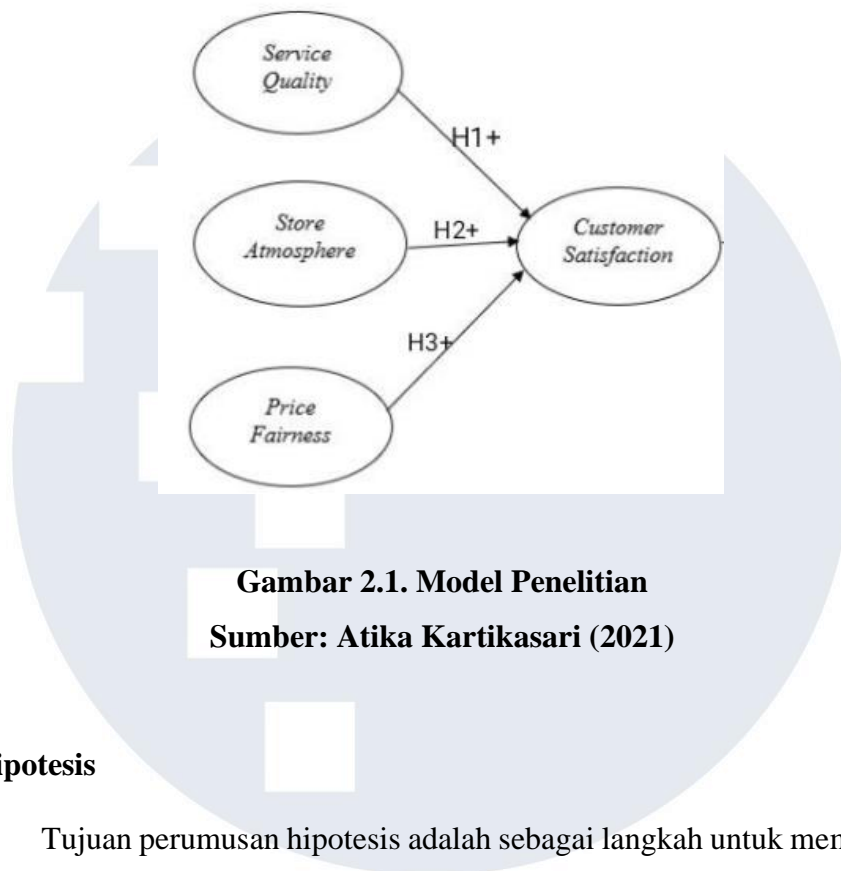 Service
Quality
H1+
Store
Atmosphere
H2+
Customer
Satisfaction
H3+
Price
Fairness
Gambar 2.1. Model Penelitian
Sumber: Atika Kartikasari (2021)
ipotesis
Tujuan perumusan hipotesis adalah sebagai langkah untuk mem